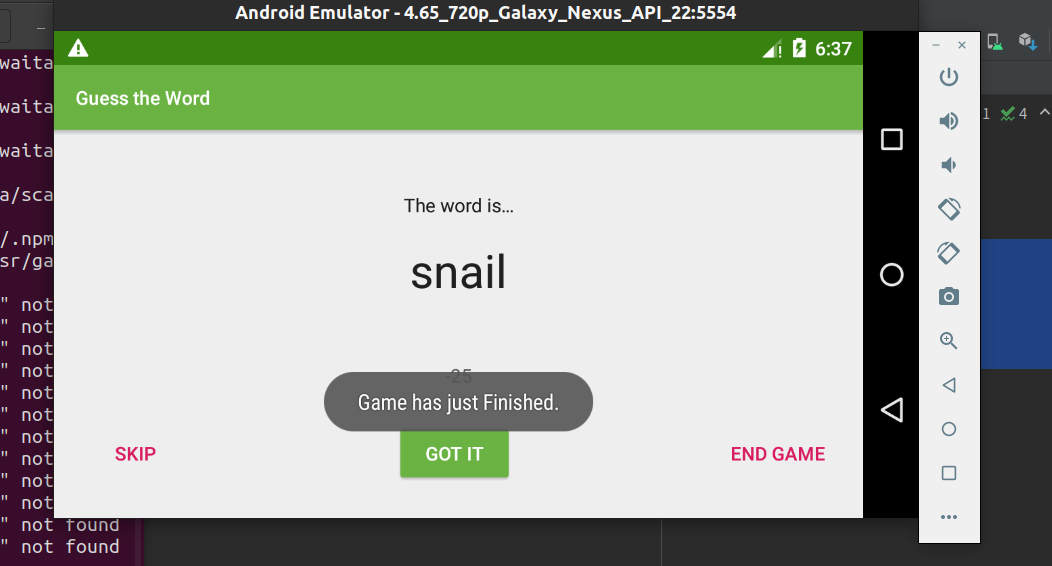 Android Emulator - 4.65_720p_Galaxy_Nexus_API_22:5554
6:37
Guess the Word
The word is...
snail
-25
Game has just Finished.
SKIP
GOT IT
END GAME
waita
waita
waita
a/sca
/.npm
sr/ga
" not
" not
" not
" not
" not
" not
" not
" not
" not
" not
" not found
" not found
1
4